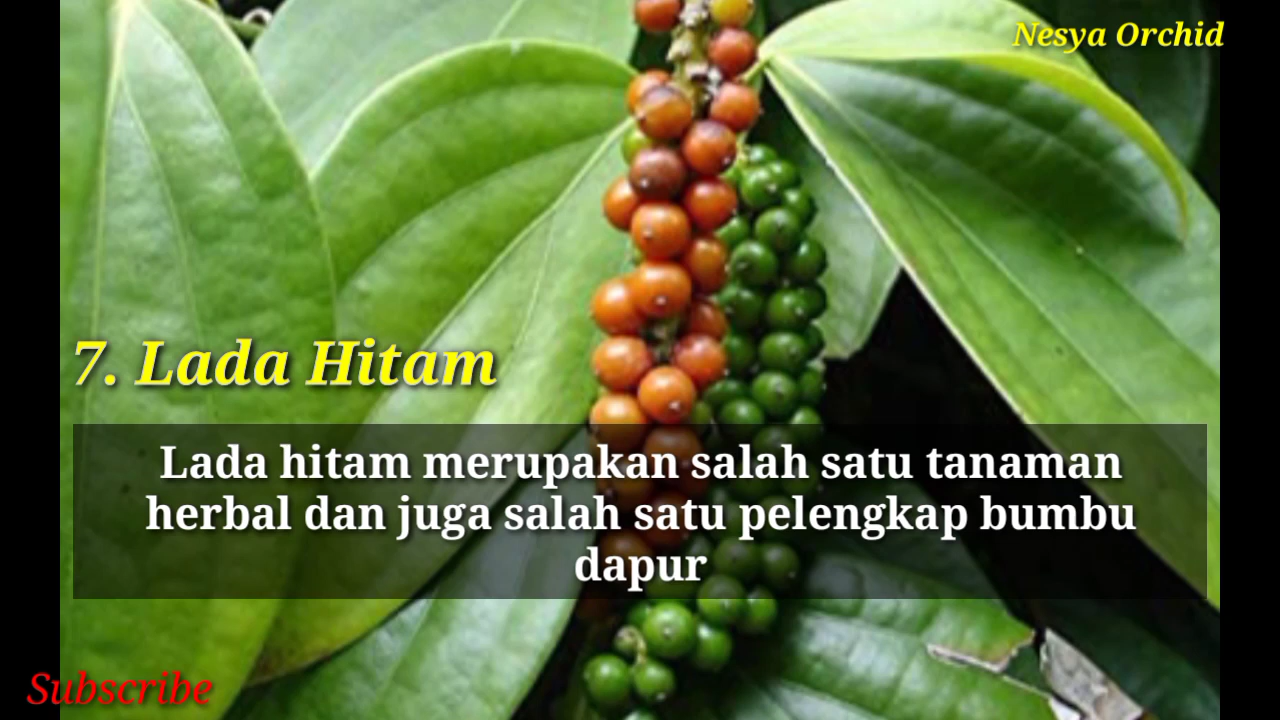 Nesya Orchid
7. Lada Hitam
Lada hitam merupakan salah satu tanaman
herbal dan juga salah satu pelengkap bumbu
dapur
Subscribe